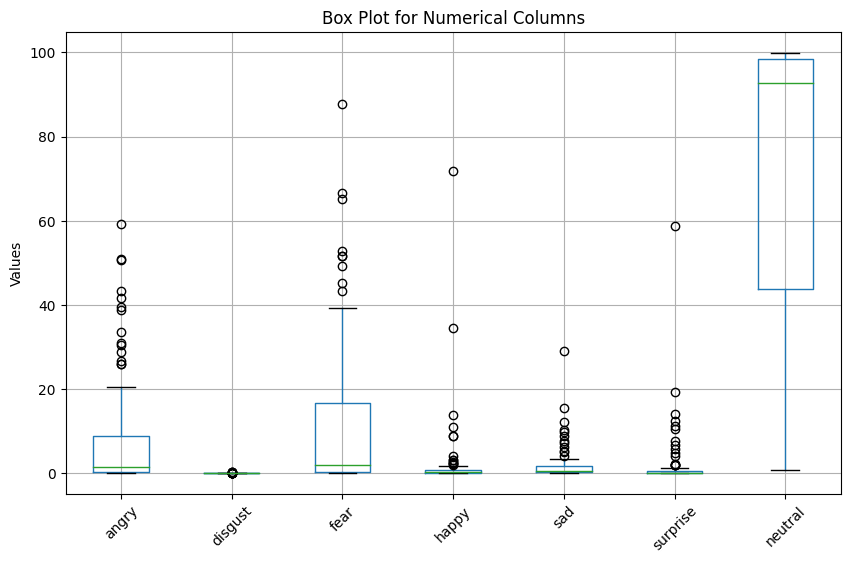 Box Plot for Numerical Columns
100
80
60
40
20
0
Values
angry
disgust
fear
happy
sad
surprise
neutral